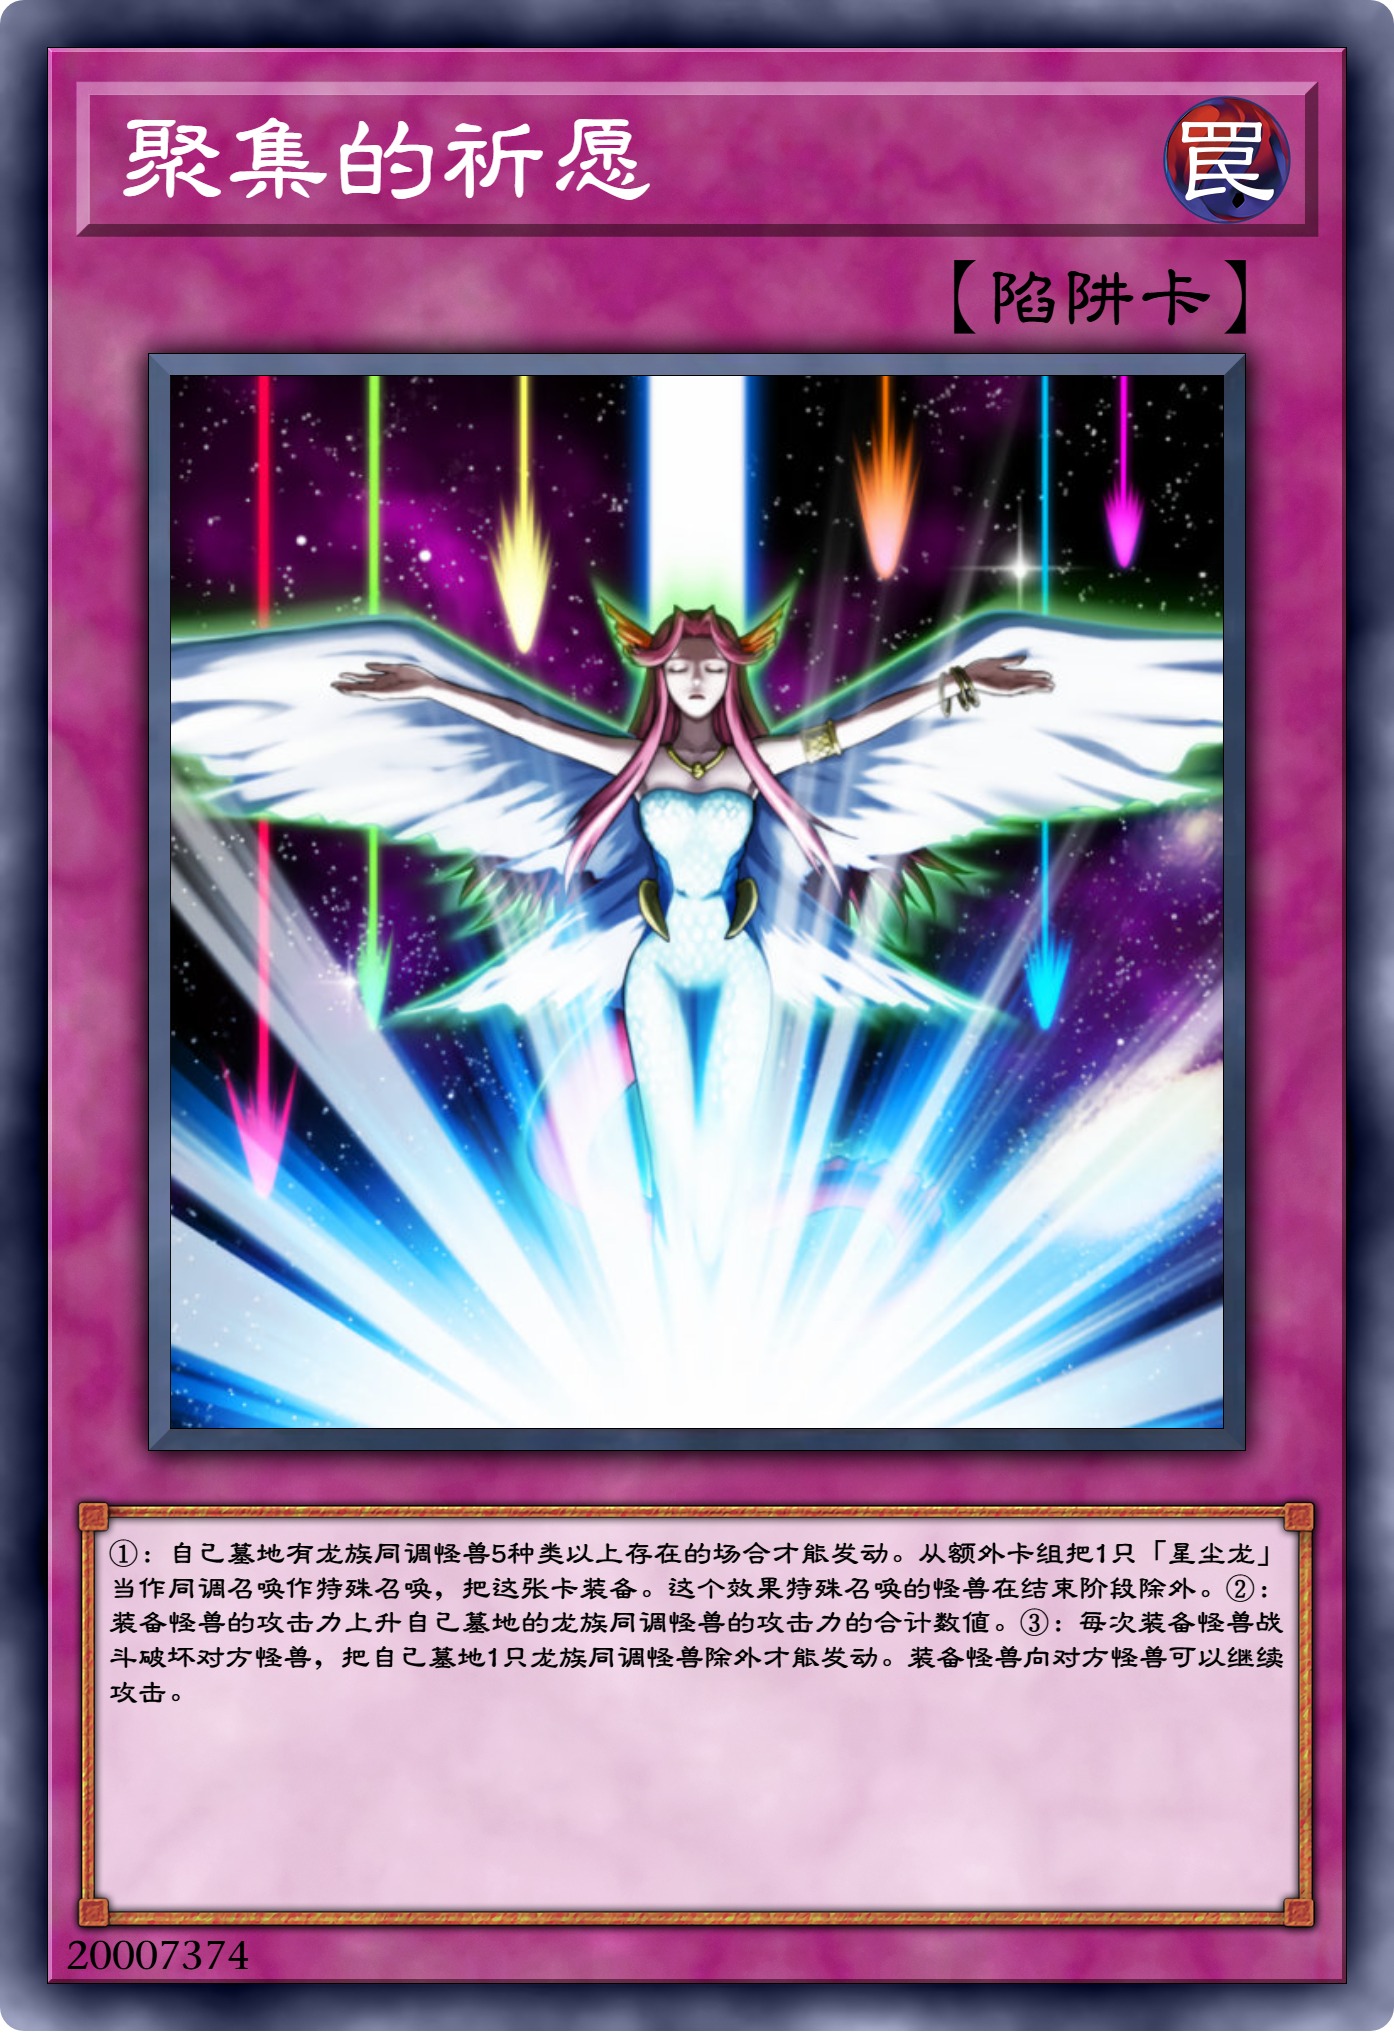 聚集的祈愿
罠
【陷阱卡】
①：自己墓地有龙族同调怪兽5种类以上存在的场合才能发动。从额外卡组把1只「星尘龙」
当作同调召唤作特殊召唤，把这张卡装备。这个效果特殊召唤的怪兽在结束阶段除外。②：
装备怪兽的攻击力上升自己墓地的龙族同调怪兽的攻击力的合计数值。③：每次装备怪兽战
斗破坏对方怪兽，把自己墓地1只龙族同调怪兽除外才能发动。装备怪兽向对方怪兽可以继续
攻击。
20007374